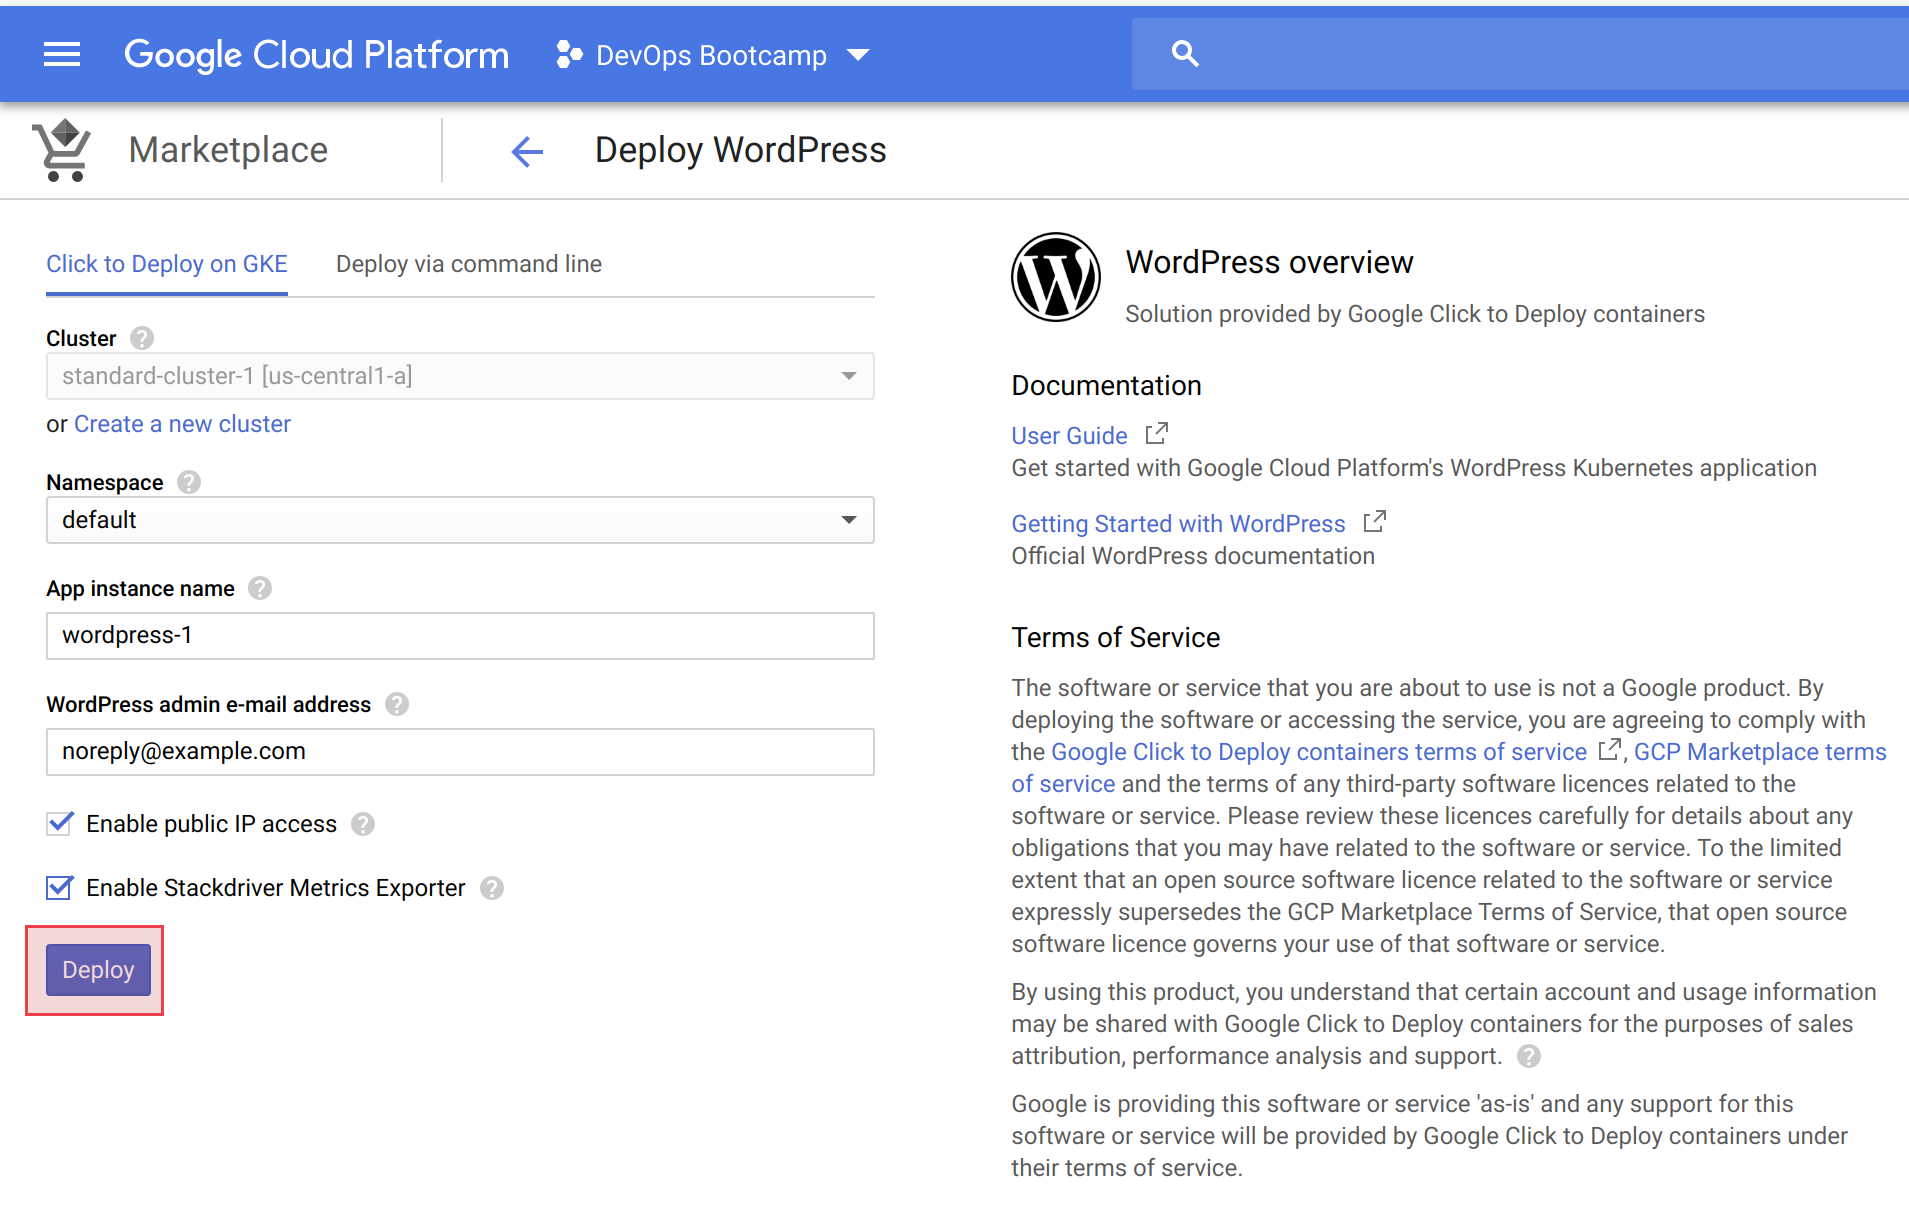 Google Cloud Platform
DevOps Bootcamp
Marketplace
Deploy WordPress
Click to Deploy on GKE
Deploy via command line
Cluster
standard-cluster-1 [us-central1-a]
or Create a new cluster
Namespace
default
App instance name
wordpress-1
WordPress admin e-mail address
noreply@example.com
Enable public IP access
Enable Stackdriver Metrics Exporter
Deploy
WordPress overview
Solution provided by Google Click to Deploy containers
Documentation
User Guide
Get started with Google Cloud Platform's WordPress Kubernetes application
Getting Started with WordPress
Official WordPress documentation
Terms of Service
The software or service that you are about to use is not a Google product. By
deploying the software or accessing the service, you are agreeing to comply with
the Google Click to Deploy containers terms of service , GCP Marketplace terms
of service and the terms of any third-party software licences related to the
software or service. Please review these licences carefully for details about any
obligations that you may have related to the software or service. To the limited
extent that an open source software licence related to the software or service
expressly supersedes the GCP Marketplace Terms of Service, that open source
software licence governs your use of that software or service.
By using this product, you understand that certain account and usage information
may be shared with Google Click to Deploy containers for the purposes of sales
attribution, performance analysis and support.
Google is providing this software or service 'as-is' and any support for this
software or service will be provided by Google Click to Deploy containers under
their terms of service.